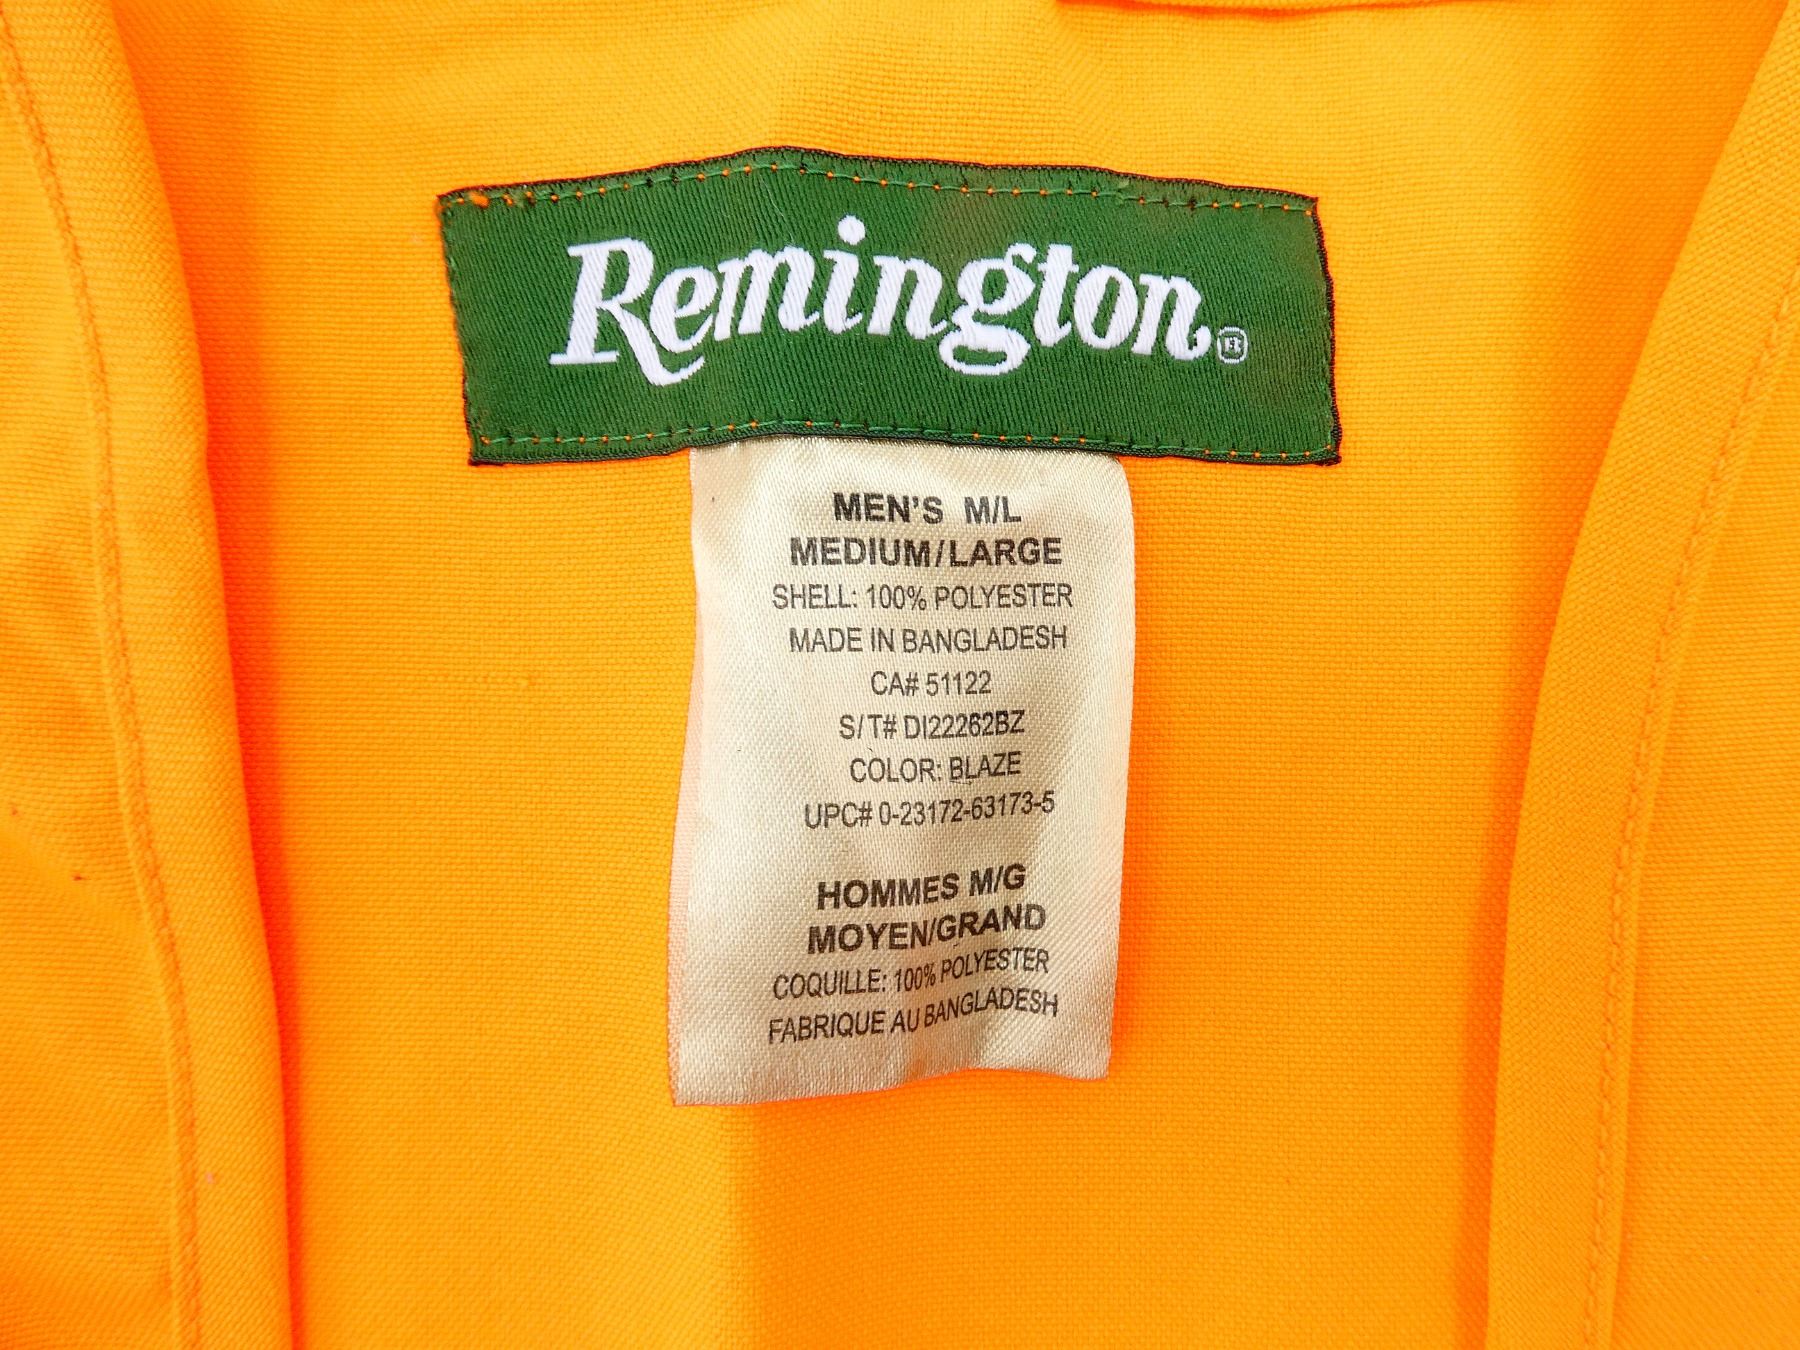 Remington®
MEN'S M/L
MEDIUM/LARGE
SHELL: 100% POLYESTER
MADE IN BANGLADESH
CA# 51122
S/T# DI22262BZ
COLOR: BLAZE
UPC# 0-23172-63173-5
HOMMES M/G
MOYEN/GRAND
COQUILLE: 100% POLYESTER
FABRIQUE AU BANGLADESH